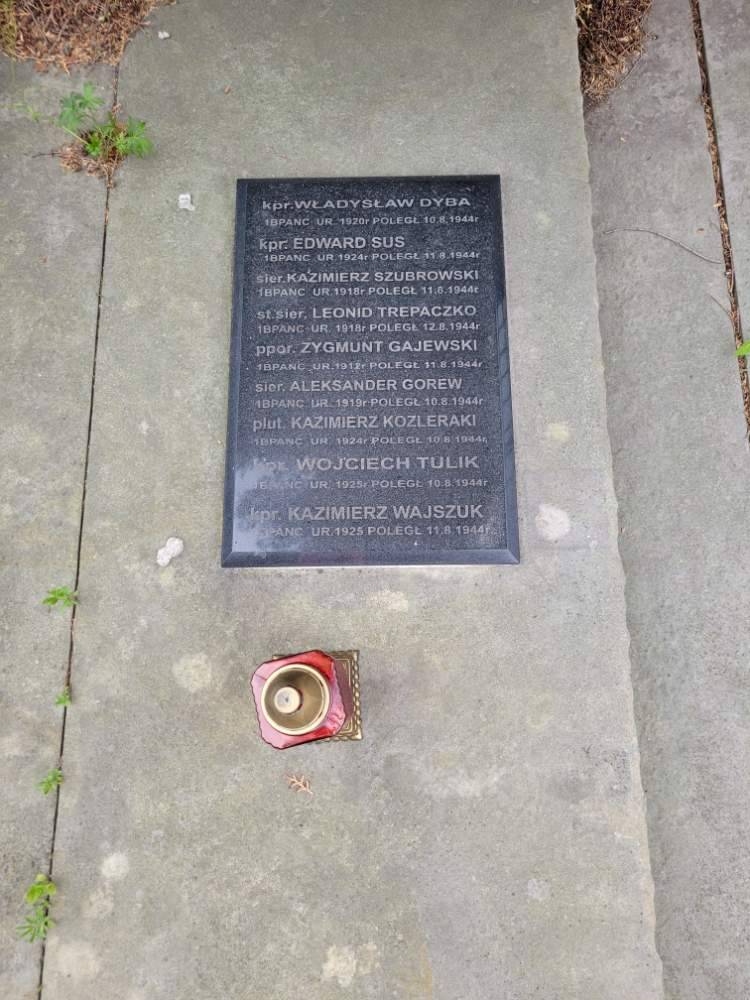 kpr. WŁADYSŁAW DYBA
1BPANC UR. 1920r POLEGŁ 10.8.1944r
kpr. EDWARD SUS
1BPANC UR. 1924r POLEGŁ 11.8.1944r
sier. KAZIMIERZ SZUBROWSKI
1BPANC UR. 1918r POLEGŁ 11.8.1944r
st.sier. LEONID TREPACZKO
1BPANC UR. 1918r POLEGŁ 12.8.1944r
ppor. ZYGMUNT GAJEWSKI
1BPANC UR. 1912r POLEGŁ 11.8.1944r
sier. ALEKSANDER GOREW
1BPANC UR. 1919r POLEGŁ 10.8.1944r
plut. KAZIMIERZ KOZLERAKI
1BPANC UR. 1924r POLEGŁ 10.8.1944r
kpr. WOJCIECH TULIK
1BPANC UR. 1925r POLEGŁ 10.8.1944r
kpr. KAZIMIERZ WAJSZUK
1BPANC UR.1925 POLEGŁ 11.8.1944r